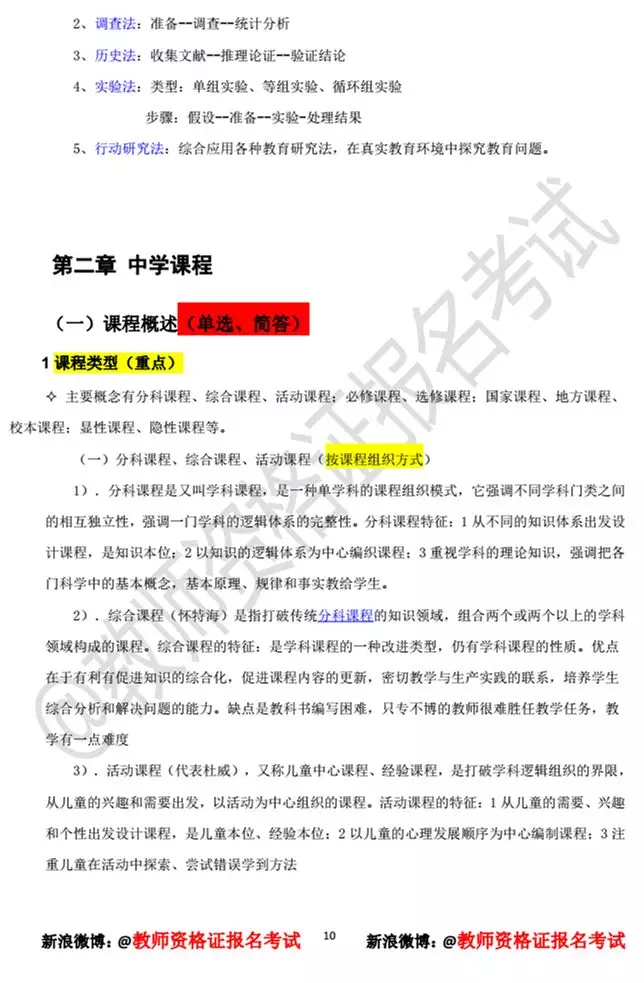 2、调查法：准备--调查--统计分析
3、历史法：收集文献--推理论证--验证结论
4、实验法：类型：单组实验、等组实验、循环组实验
步骤：假设--准备--实验-处理结果
5、行动研究法：综合应用各种教育研究法，在真实教育环境中探究教育问题。
第二章 中学课程
（一）课程概述（单选、简答）
1 课程类型（重点）
✧ 主要概念有分科课程、综合课程、活动课程；必修课程、选修课程；国家课程、地方课程、
校本课程；显性课程、隐性课程等。
（一）分科课程、综合课程、活动课程（按课程组织方式）
1）．分科课程是又叫学科课程，是一种单学科的课程组织模式，它强调不同学科门类之间
的相互独立性，强调一门学科的逻辑体系的完整性。分科课程特征：1 从不同的知识体系出发设
计课程，是知识本位；2 以知识的逻辑体系为中心编织课程；3 重视学科的理论知识，强调把各
门科学中的基本概念，基本原理、规律和事实教给学生。
2）．综合课程（怀特海）是指打破传统分科课程的知识领域，组合两个或两个以上的学科
领域构成的课程。综合课程的特征：是学科课程的一种改进类型，仍有学科课程的性质。优点
在于有利有促进知识的综合化，促进课程内容的更新，密切教学与生产实践的联系，培养学生
综合分析和解决问题的能力。缺点是教科书编写困难，只专不博的教师很难胜任教学任务，教
学有一点难度
3）．活动课程（代表杜威），又称儿童中心课程、经验课程，是打破学科逻辑组织的界限，
从儿童的兴趣和需要出发，以活动为中心组织的课程。活动课程的特征：1 从儿童的需要、兴趣
和个性出发设计课程，是儿童本位、经验本位；2 以儿童的心理发展顺序为中心编制课程；3 注
重儿童在活动中探索、尝试错误学到方法
@教师资格证报名考试
新浪微博：@教师资格证报名考试 10 新浪微博：@教师资格证报名考试